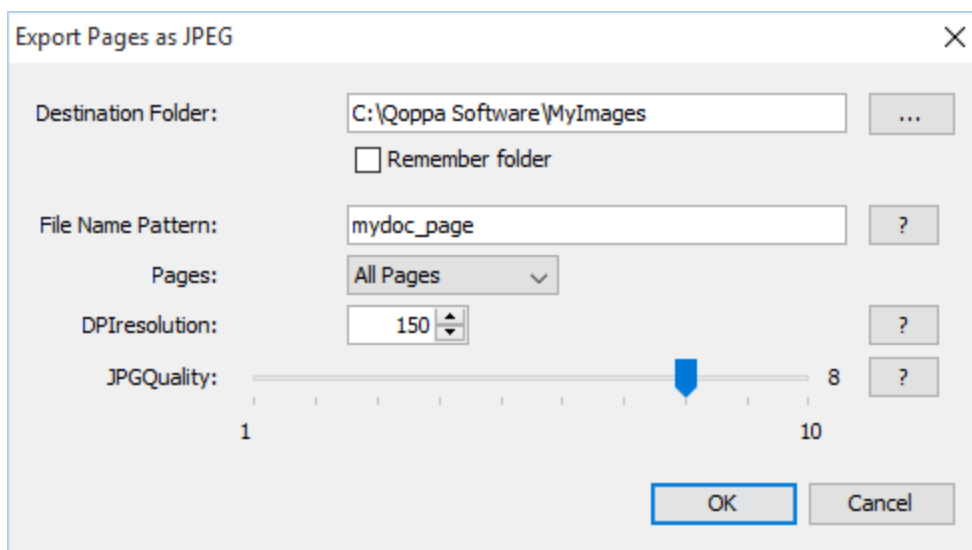 Export Pages as JPEG
Destination Folder: C:\Qoppa Software\MyImages ...
Remember folder
File Name Pattern: mydoc_page ?
Pages: All Pages
DPIresolution: 150 ?
JPGQuality: 8 ?
1 10
OK Cancel